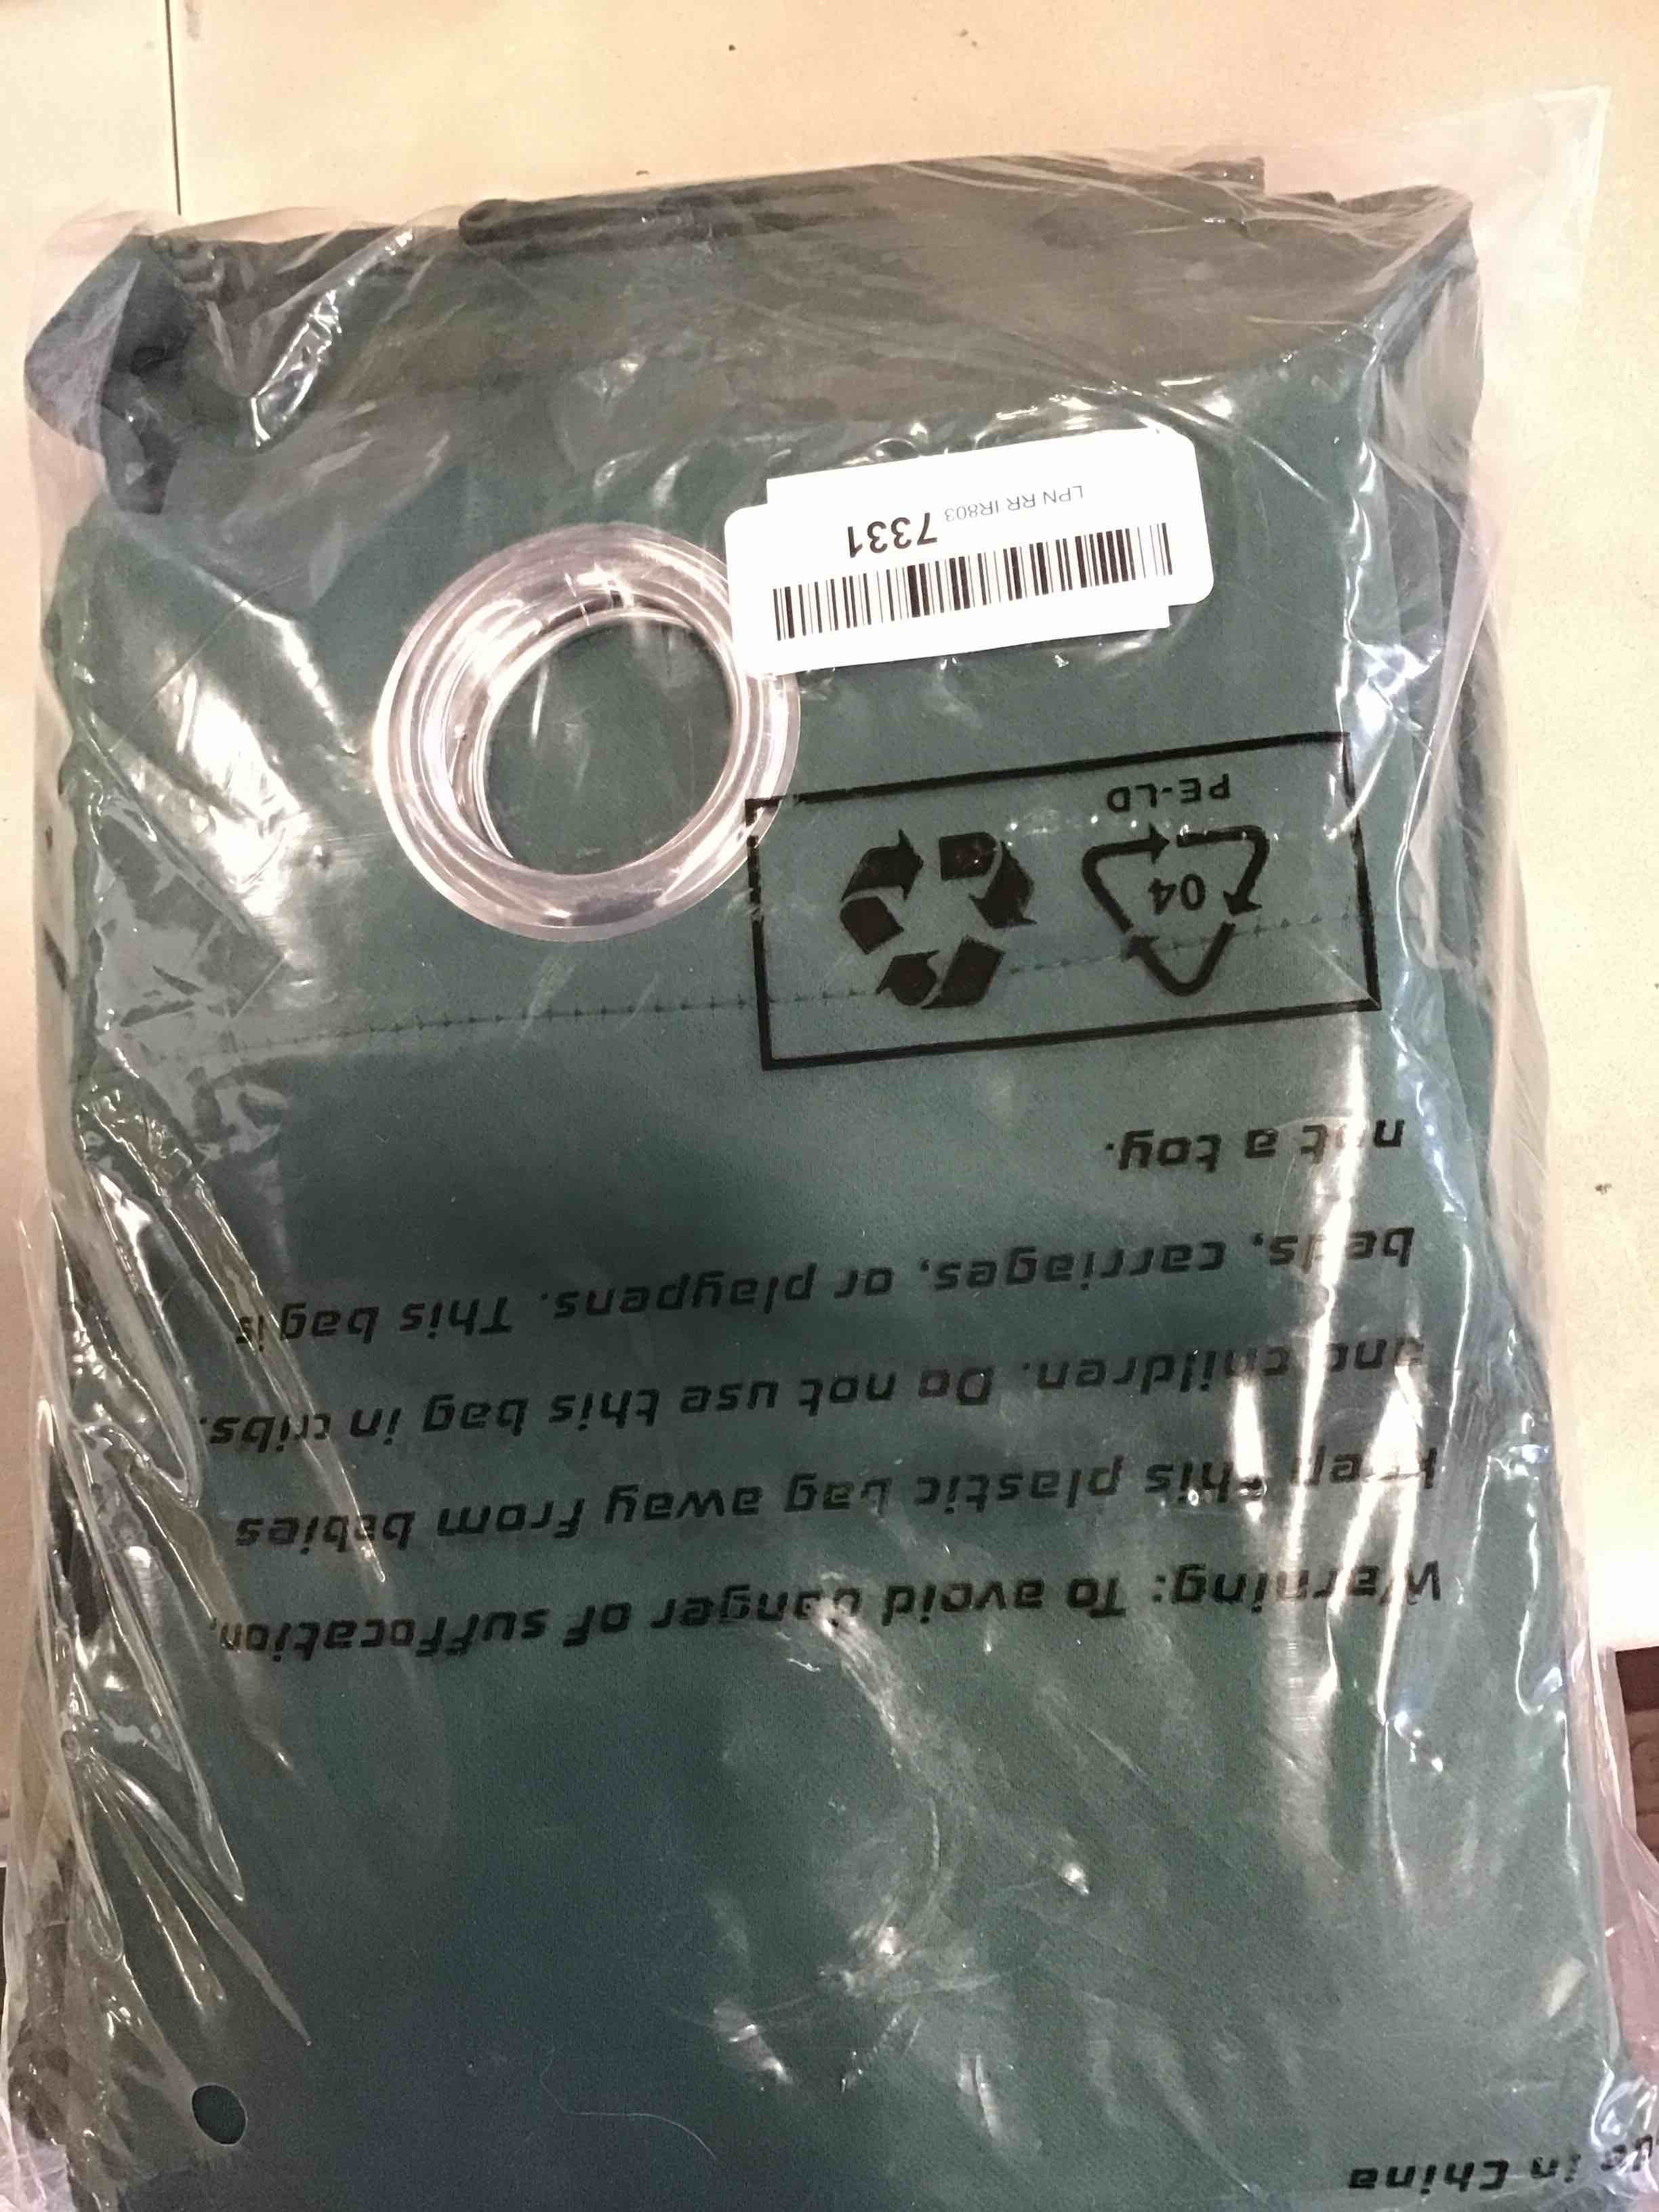 Warning: To avoid danger of suffocation,
keep this plastic bag away from babies
and children. Do not use this bag in cribs,
beds, carriages, or playpens. This bag is
not a toy.
04
PE-LD
7331
LPN RR IR803
in China